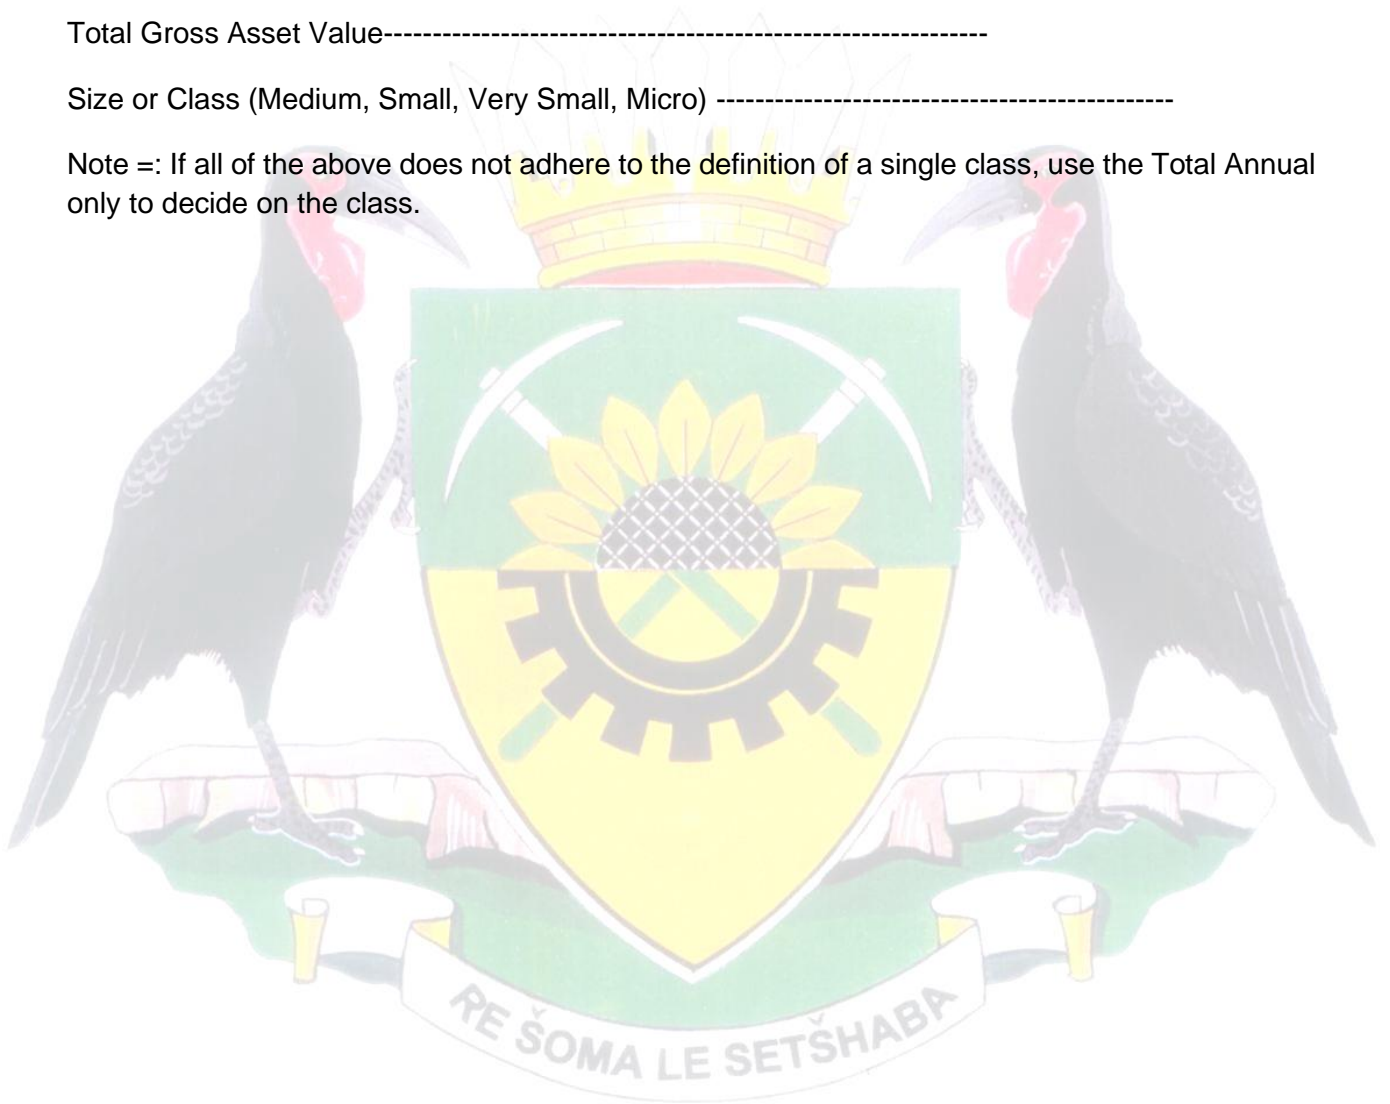 Total Gross Asset Value--------------------------------------------------------------
Size or Class (Medium, Small, Very Small, Micro) -----------------------------------------------
Note =: If all of the above does not adhere to the definition of a single class, use the Total Annual
only to decide on the class.
RE ŠOMA LE SETŠHABA